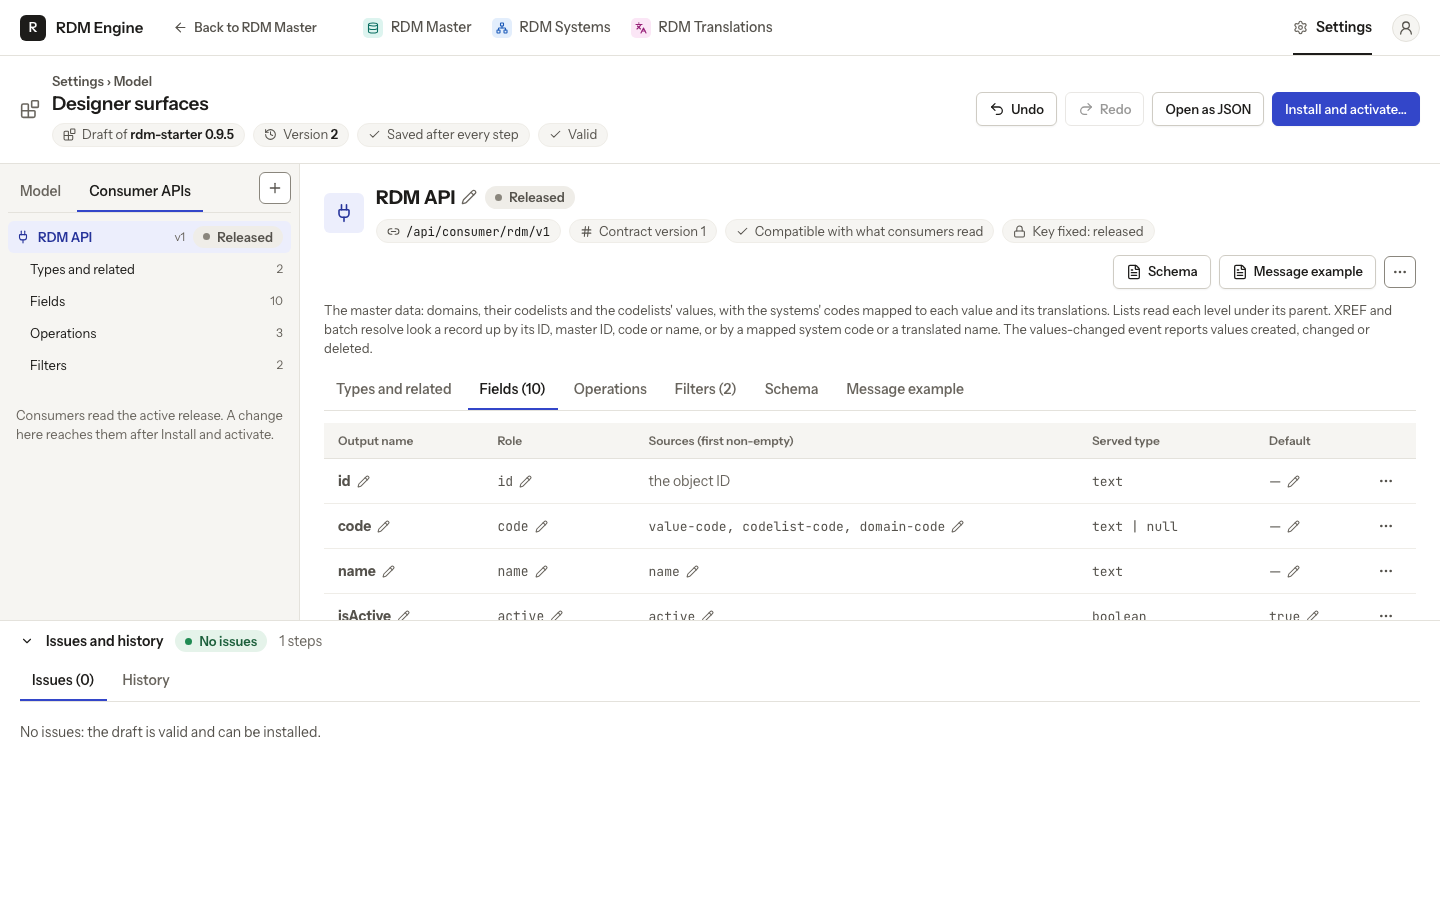 R RDM Engine Back to RDM Master RDM Master RDM Systems RDM Translations Settings
Settings › Model
Designer surfaces
Draft of rdm-starter 0.9.5 Version 2 Saved after every step Valid
Undo Redo Open as JSON Install and activate...
Model Consumer APIs
RDM API v1 Released
Types and related 2
Fields 10
Operations 3
Filters 2
Consumers read the active release. A change
here reaches them after Install and activate.
RDM API Released
/api/consumer/rdm/v1 Contract version 1 Compatible with what consumers read Key fixed: released
Schema Message example
The master data: domains, their codelists and the codelists' values, with the systems' codes mapped to each value and its translations. Lists read each level under its parent. XREF and
batch resolve look a record up by its ID, master ID, code or name, or by a mapped system code or a translated name. The values-changed event reports values created, changed or
deleted.
Types and related Fields (10) Operations Filters (2) Schema Message example
Output name Role Sources (first non-empty) Served type Default
id id the object ID text —
code code value-code, codelist-code, domain-code text | null —
name name name text —
isActive active active boolean true
Issues and history No issues 1 steps
Issues (0) History
No issues: the draft is valid and can be installed.